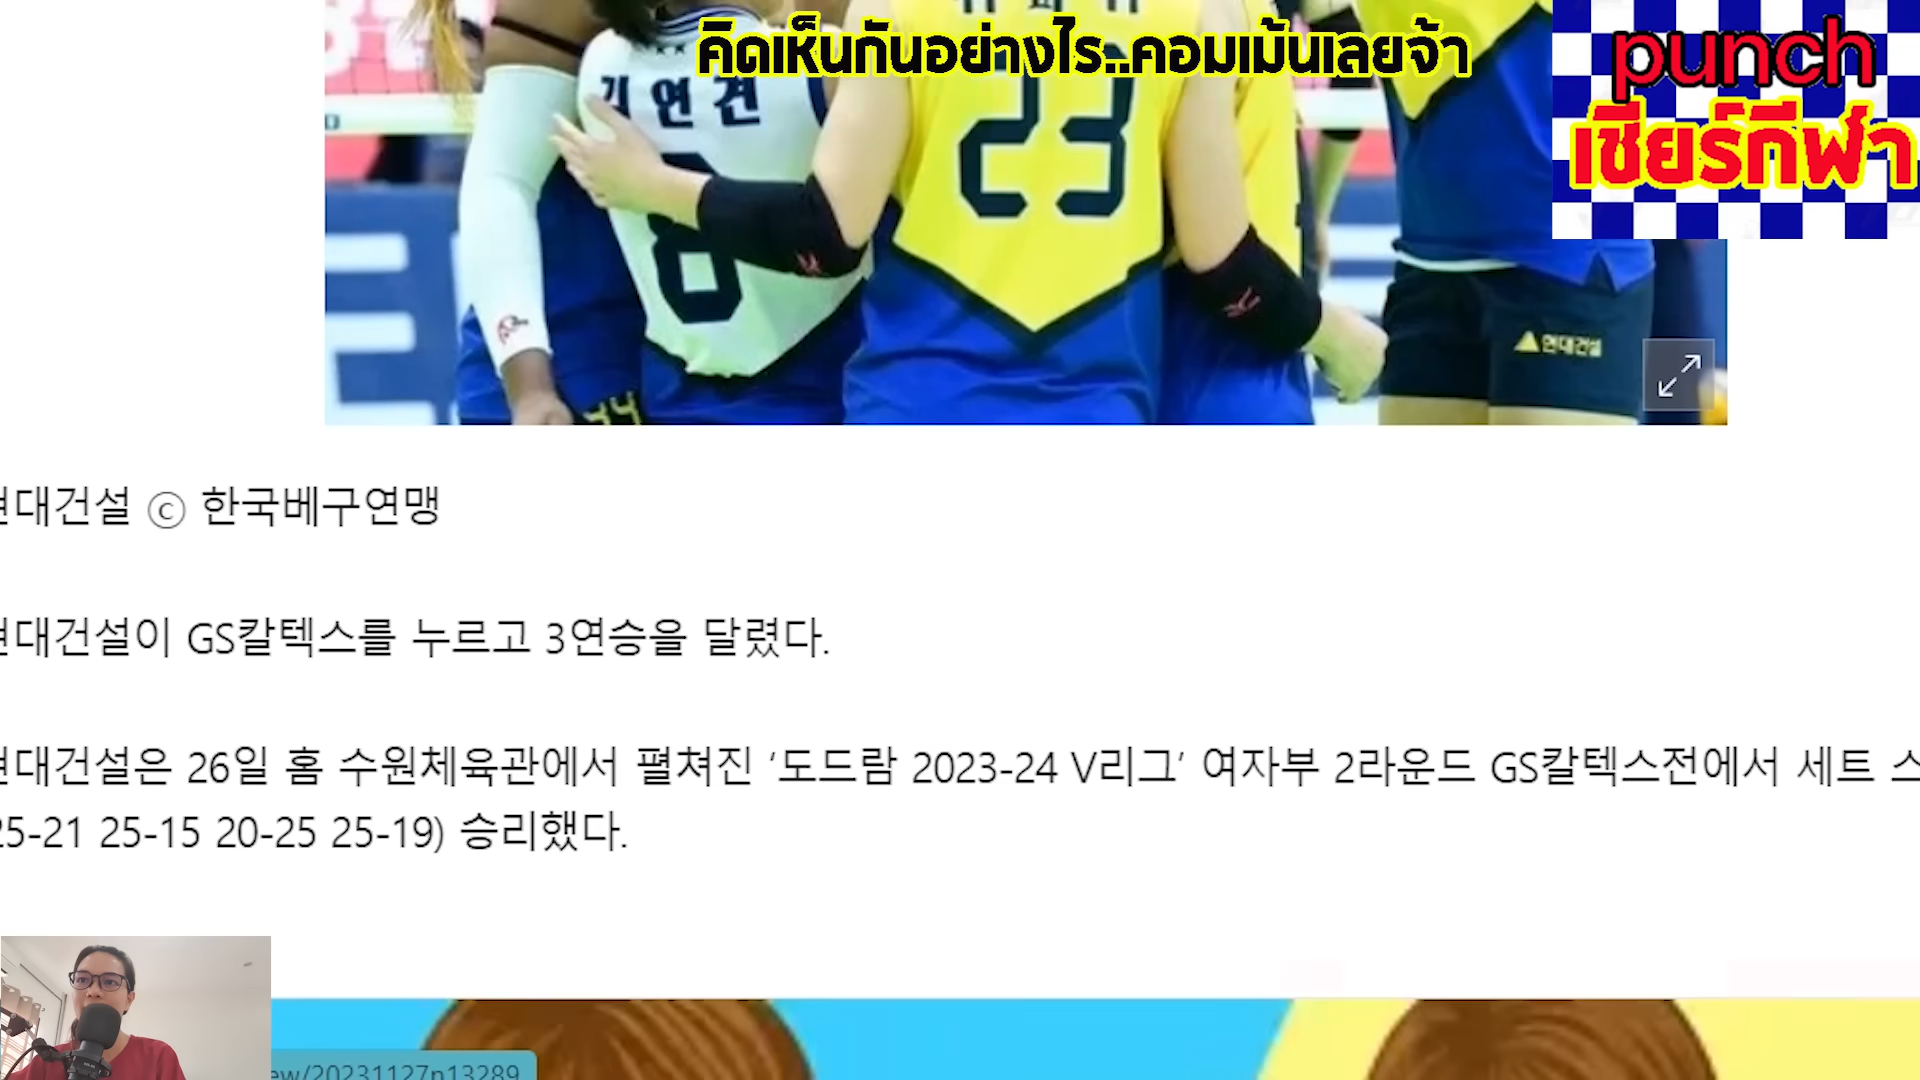 คิดเห็นกันอย่างไร..คอมเม้นเลยจ้า
punch
เชียร์กีฬา
김연견
8
23
44
현대건설
현대건설 ⓒ 한국배구연맹
현대건설이 GS칼텍스를 누르고 3연승을 달렸다.
현대건설은 26일 홈 수원체육관에서 펼쳐진 ‘도드람 2023-24 V리그’ 여자부 2라운드 GS칼텍스전에서 세트 스
25-21 25-15 20-25 25-19) 승리했다.
ew/20231127n13289